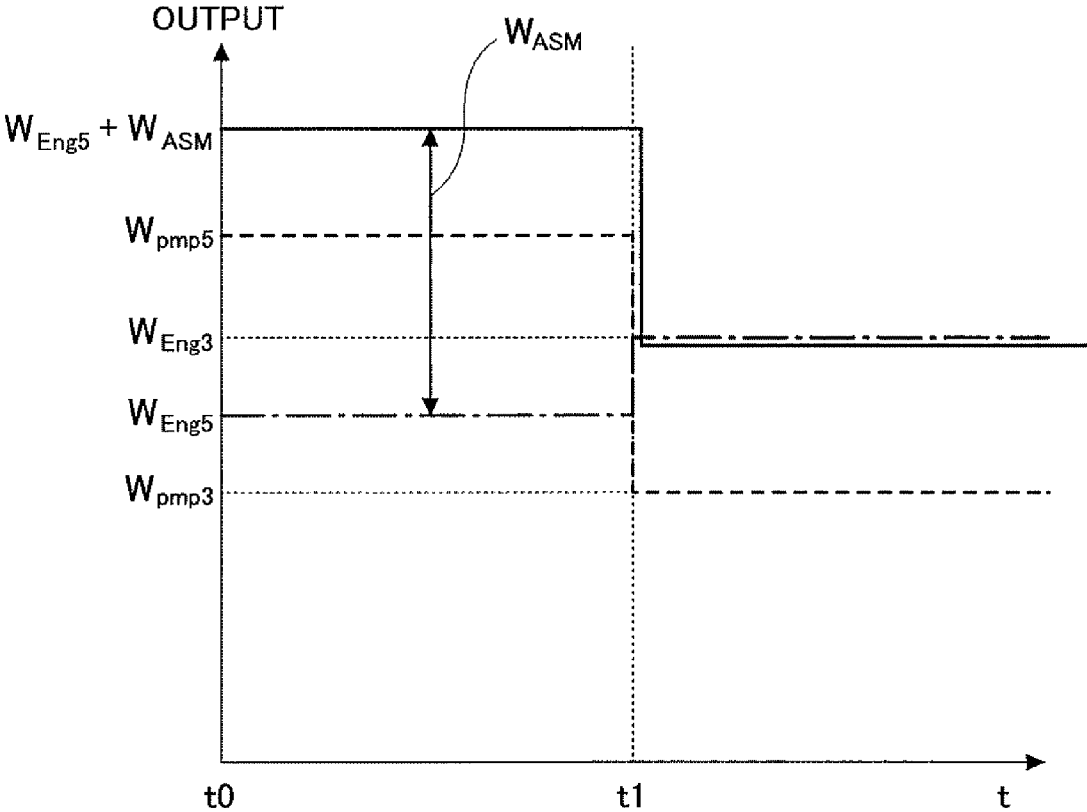 OUTPUT
W_ASM
W_Eng5 + W_ASM
W_pmp5
W_Eng3
W_Eng5
W_pmp3
t0 t1 t